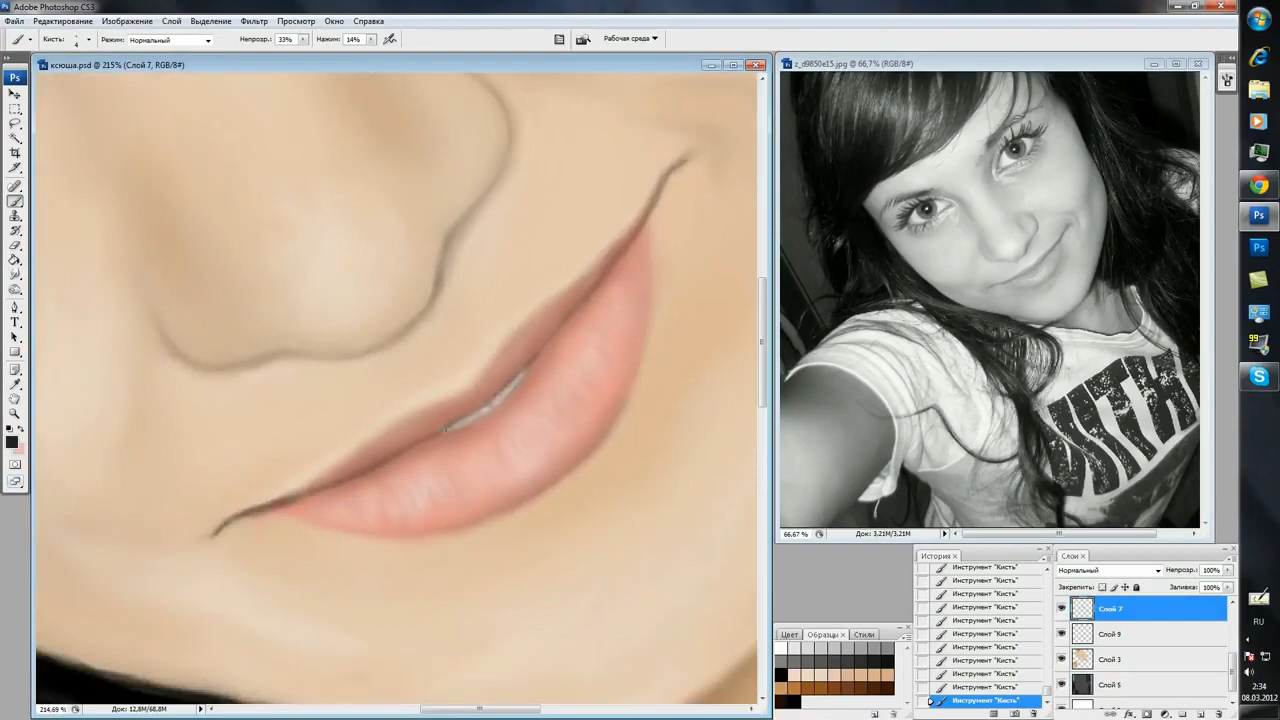 Adobe Photoshop CS3
Файл Редактирование Изображение Слой Выделение Фильтр Просмотр Окно Справка
Кисть: 4 Режим: Нормальный Непрозр.: 33% Нажим: 14% Рабочая среда
ксюша.psd @ 215% (Слой 7, RGB/8#)
z_d9850e15.jpg @ 66,7% (RGB/8#)
Ps
99
66,67 % Док: 3,21M/3,21M
История
Инструмент "Кисть"
Инструмент "Кисть"
Инструмент "Кисть"
Инструмент "Кисть"
Инструмент "Кисть"
Инструмент "Кисть"
Инструмент "Кисть"
Инструмент "Кисть"
Инструмент "Кисть"
Инструмент "Кисть"
Инструмент "Кисть"
Слои
Нормальный Непрозр.: 100%
Закрепить: Заливка: 100%
Слой 7
Слой 9
Слой 3
Слой 5
Цвет Образцы Стили
214,69 % Док: 12,8M/68,8M
RU
2:34
08.03.2012